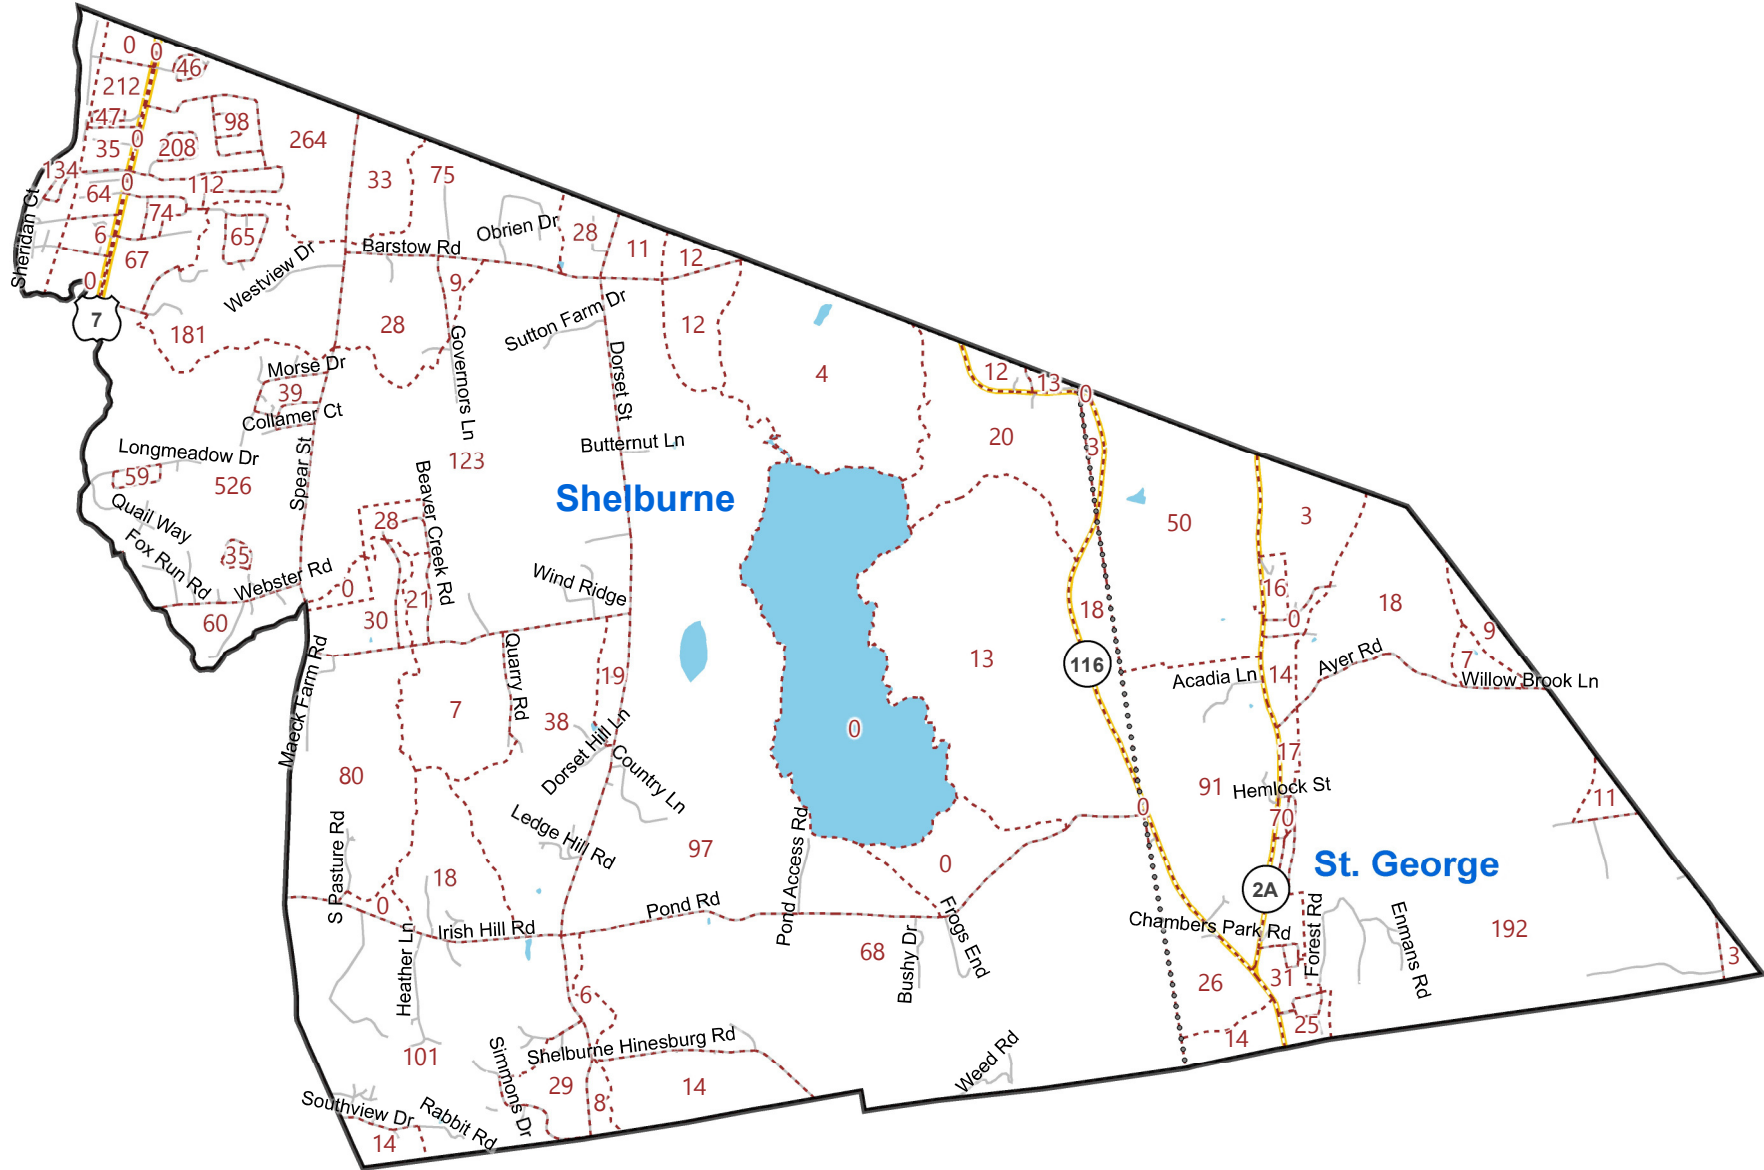 0
0
46
212
47
98
0
264
35
208
134
33
75
0
112
64
74
Sheridan Ct
6
65
Obrien Dr
28
11
12
67
Westview Dr
Barstow Rd
0
9
7
181
28
Governors Ln
Sutton Farm Dr
12
4
12
13
0
Morse Dr
39
Collamer Ct
Dorset St
20
3
Longmeadow Dr
Spear St
Butternut Ln
59
526
123
Beaver Creek Rd
Shelburne
50
3
Quail Way
28
Fox Run Rd
35
Webster Rd
0
21
Wind Ridge
16
18
60
30
18
0
9
Maeck Farm Rd
Quarry Rd
19
13
116
Acadia Ln
14
Ayer Rd
7
Willow Brook Ln
7
38
Dorset Hill Ln
0
17
80
Country Ln
91
Hemlock St
11
S Pasture Rd
Ledge Hill Rd
97
Pond Access Rd
0
70
0
18
St. George
2A
0
Heather Ln
Irish Hill Rd
Pond Rd
Frogs End
Chambers Park Rd
Forest Rd
Enmans Rd
192
68
Bushy Dr
26
31
3
6
14
25
101
Simmons Dr
Shelburne Hinesburg Rd
Weed Rd
29
8
14
Southview Dr
Rabbit Rd
14